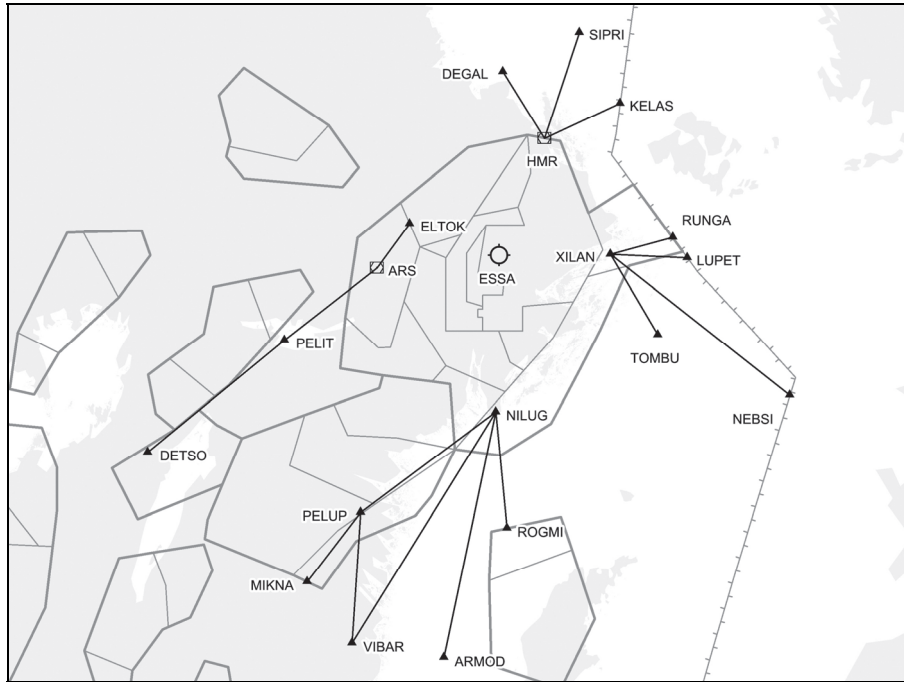 SIPRI
DEGAL
KELAS
HMR
RUNGA
ELTOK
XILAN
LUPET
ARS
ESSA
PELIT
TOMBU
NILUG
NEBSI
DETSO
PELUP
ROGMI
MIKNA
VIBAR
ARMOD